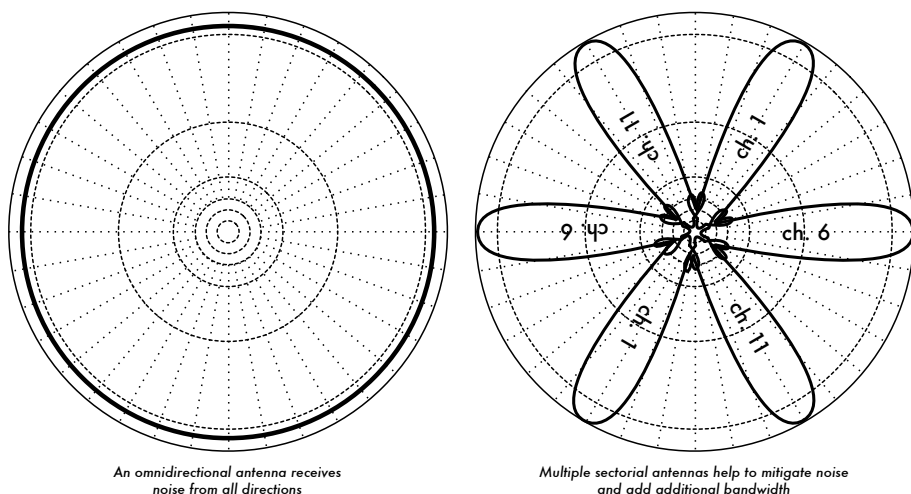 ch. 11
ch. 1
ch. 6
ch. 6
ch. 1
ch. 11
An omnidirectional antenna receives
noise from all directions
Multiple sectorial antennas help to mitigate noise
and add additional bandwidth